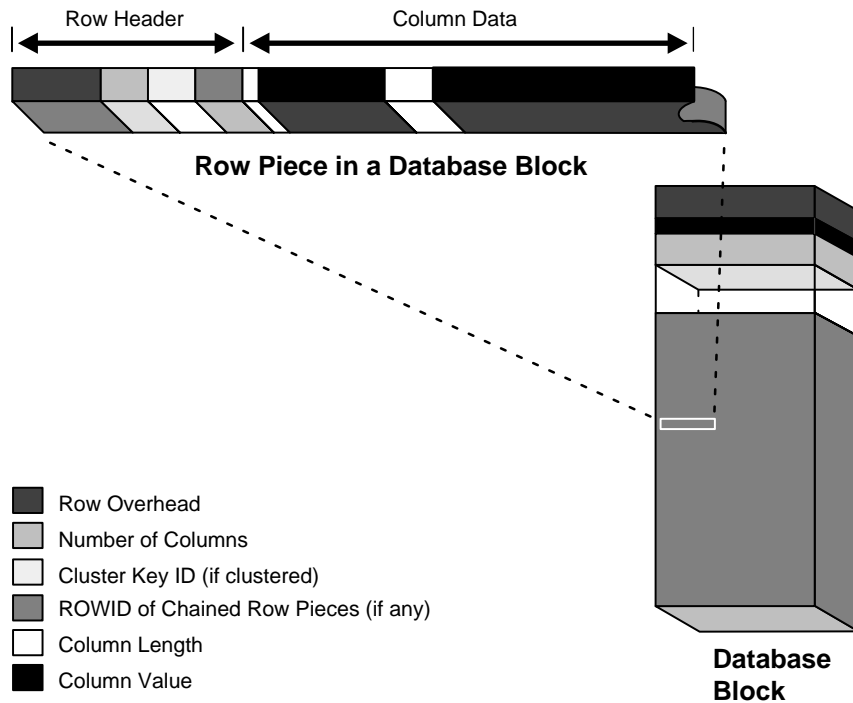 Row Header
Column Data
Row Piece in a Database Block
Row Overhead
Number of Columns
Cluster Key ID (if clustered)
ROWID of Chained Row Pieces (if any)
Column Length
Column Value
Database
Block